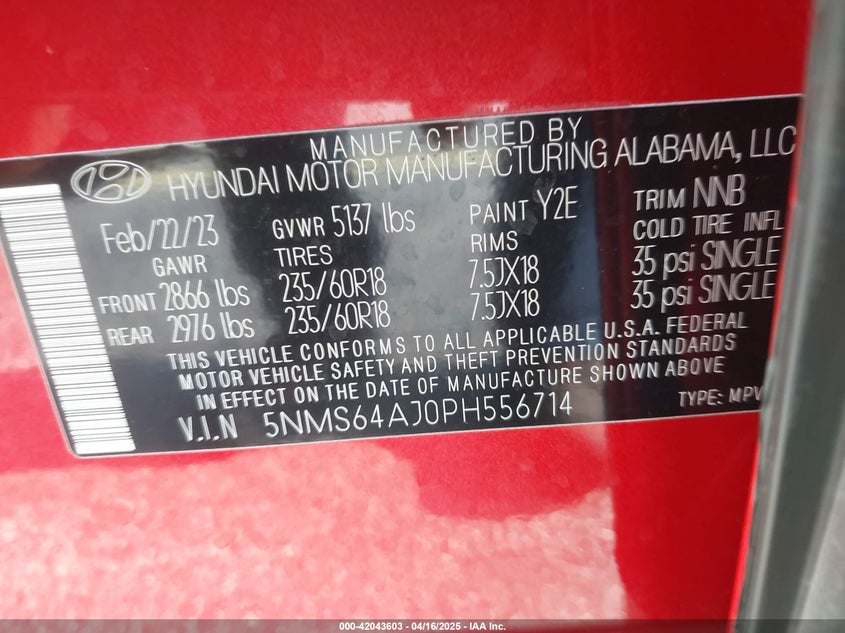 MANUFACTURED BY
HYUNDAI MOTOR MANUFACTURING ALABAMA, LLC
Feb/22/23 GVWR 5137 lbs PAINT Y2E TRIM NNB
GAWR TIRES RIMS COLD TIRE INFL
FRONT 2866 lbs 235/60R18 7.5JX18 35 psi SINGLE
REAR 2976 lbs 235/60R18 7.5JX18 35 psi SINGLE
THIS VEHICLE CONFORMS TO ALL APPLICABLE U.S.A. FEDERAL
MOTOR VEHICLE SAFETY AND THEFT PREVENTION STANDARDS
IN EFFECT ON THE DATE OF MANUFACTURE SHOWN ABOVE
V.I.N 5NMS64AJ0PH556714 TYPE: MPV
000-42043603 - 04/16/2025 - IAA Inc.